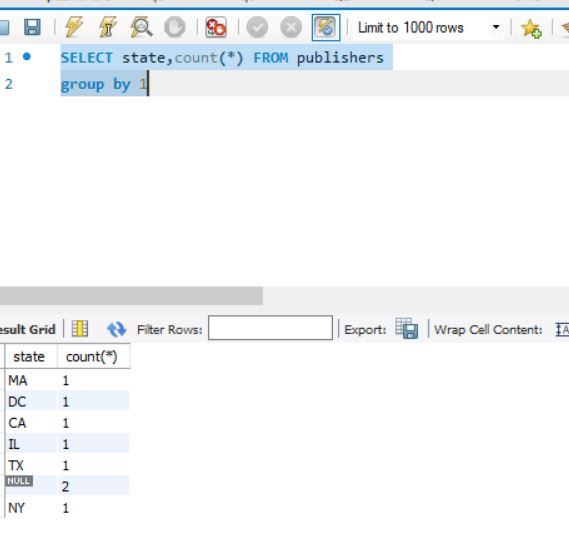 Limit to 1000 rows
1 SELECT state,count(*) FROM publishers
2 group by 1
esult Grid Filter Rows: Export: Wrap Cell Content: IA
state count(*)
MA 1
DC 1
CA 1
IL 1
TX 1
NULL 2
NY 1